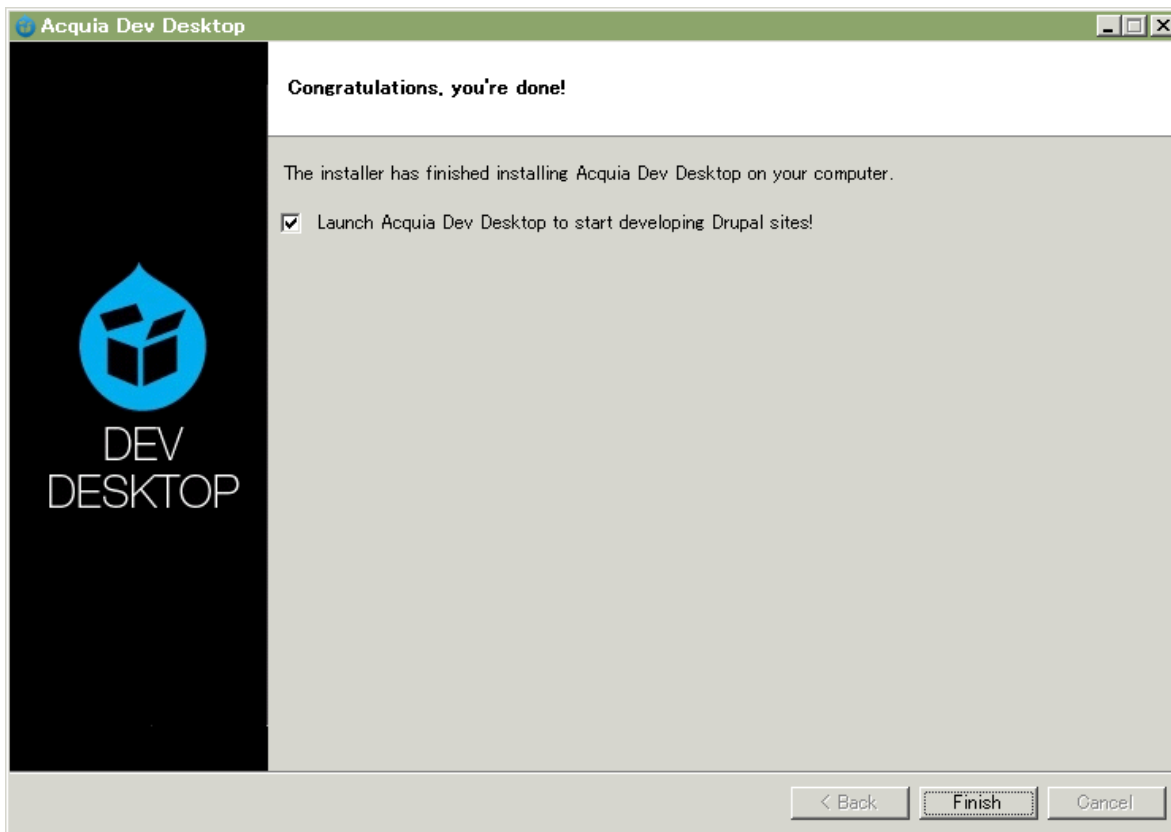 Acquia Dev Desktop
Congratulations, you're done!
The installer has finished installing Acquia Dev Desktop on your computer.
Launch Acquia Dev Desktop to start developing Drupal sites!
DEV
DESKTOP
< Back
Finish
Cancel